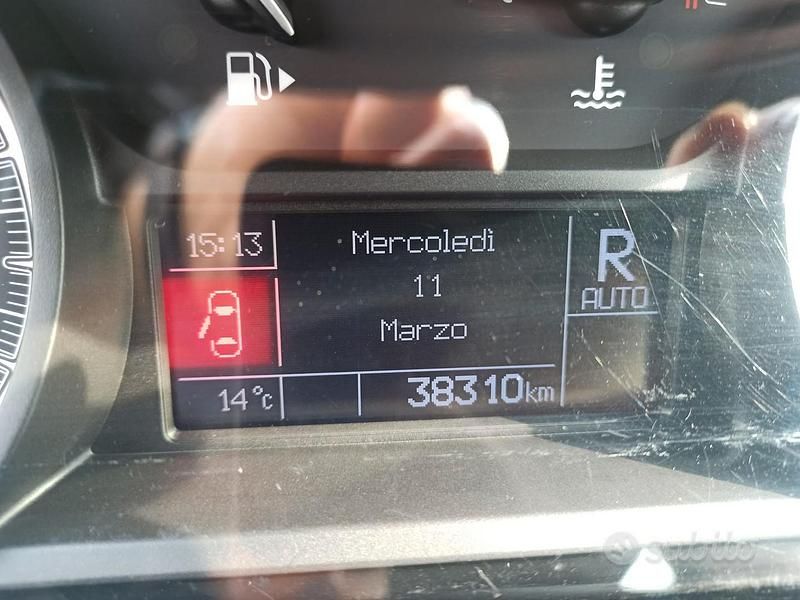 15:13
Mercoledì
11
Marzo
R
AUTO
14°c
38310km
subito